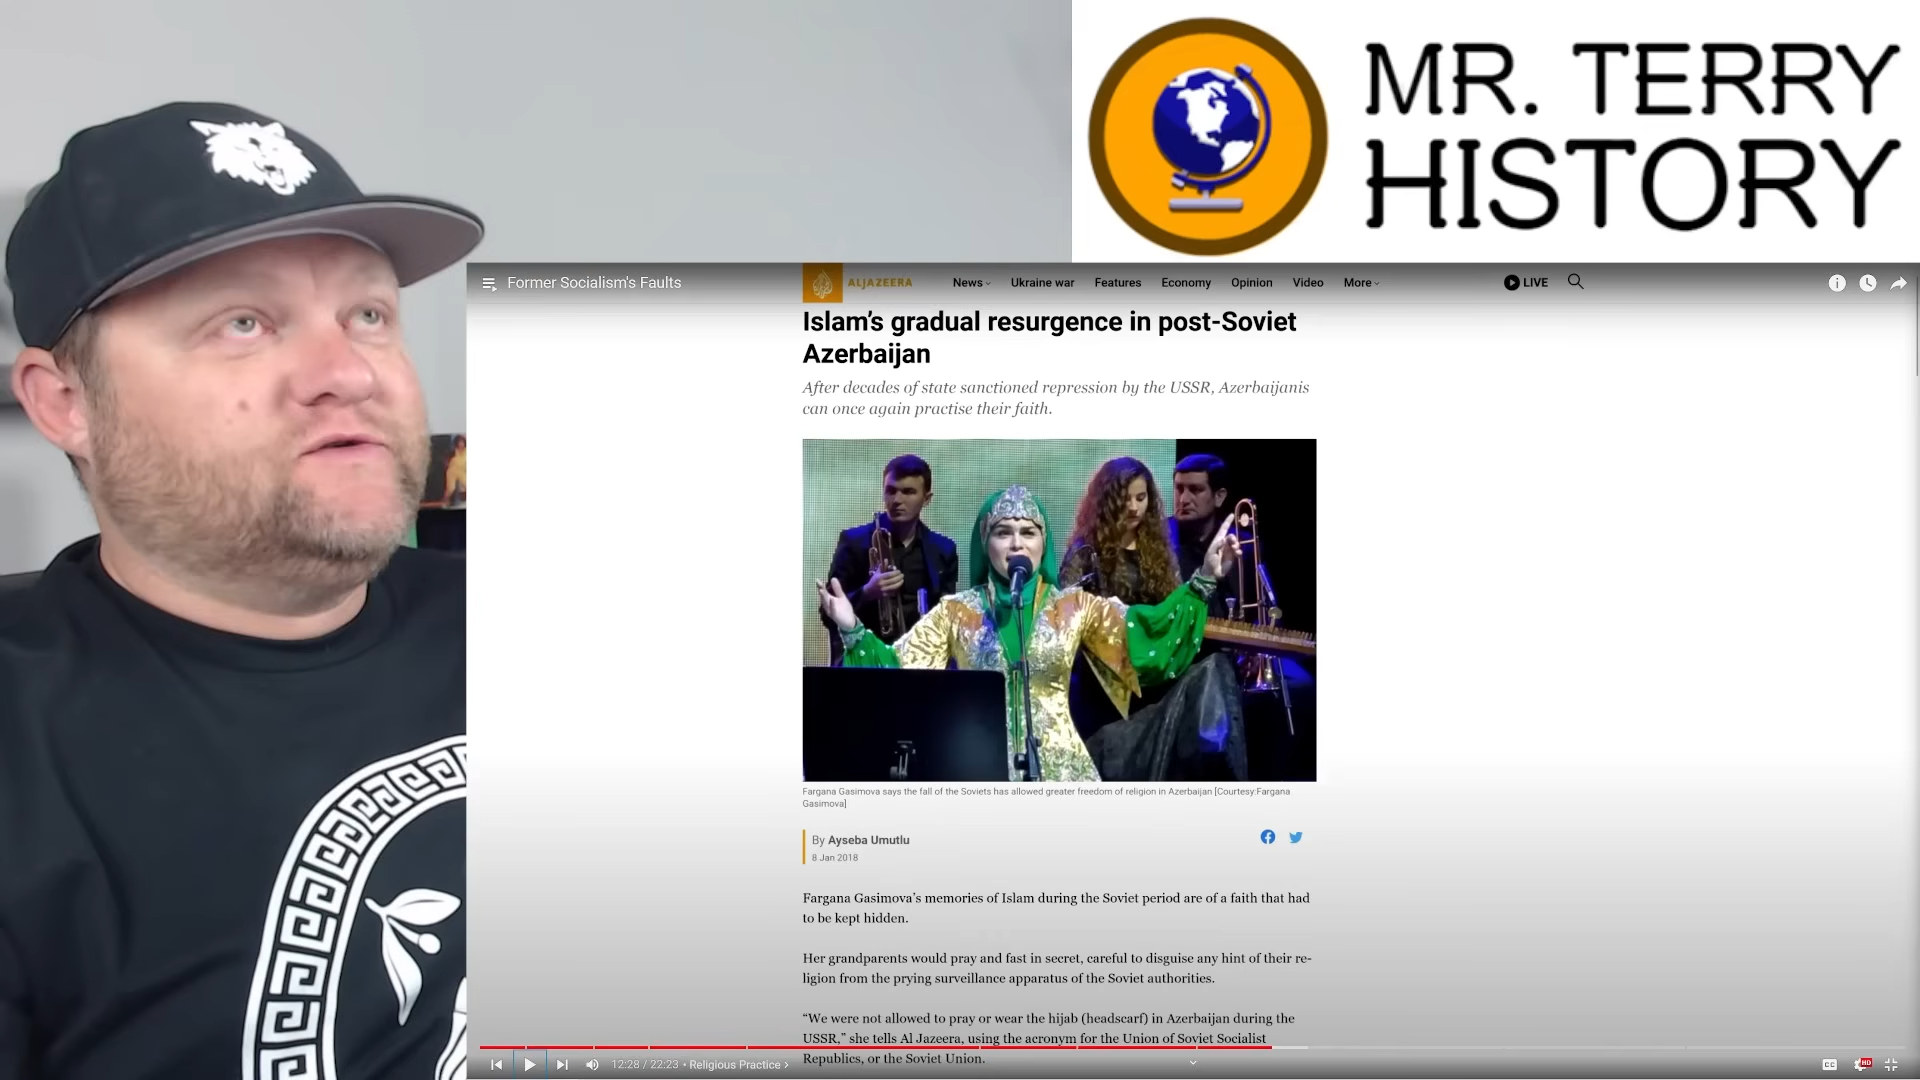 MR. TERRY
HISTORY
Former Socialism's Faults
ALJAZEERA
News
Ukraine war
Features
Economy
Opinion
Video
More
LIVE
Islam’s gradual resurgence in post-Soviet
Azerbaijan
After decades of state sanctioned repression by the USSR, Azerbaijanis
can once again practise their faith.
Fargana Gasimova says the fall of the Soviets has allowed greater freedom of religion in Azerbaijan [Courtesy:Fargana
Gasimova]
By Ayseba Umutlu
8 Jan 2018
Fargana Gasimova’s memories of Islam during the Soviet period are of a faith that had
to be kept hidden.
Her grandparents would pray and fast in secret, careful to disguise any hint of their re-
ligion from the prying surveillance apparatus of the Soviet authorities.
“We were not allowed to pray or wear the hijab (headscarf) in Azerbaijan during the
USSR,” she tells Al Jazeera, using the acronym for the Union of Soviet Socialist
Republics, or the Soviet Union.
12:28 / 22:23 • Religious Practice ›
CC
HD